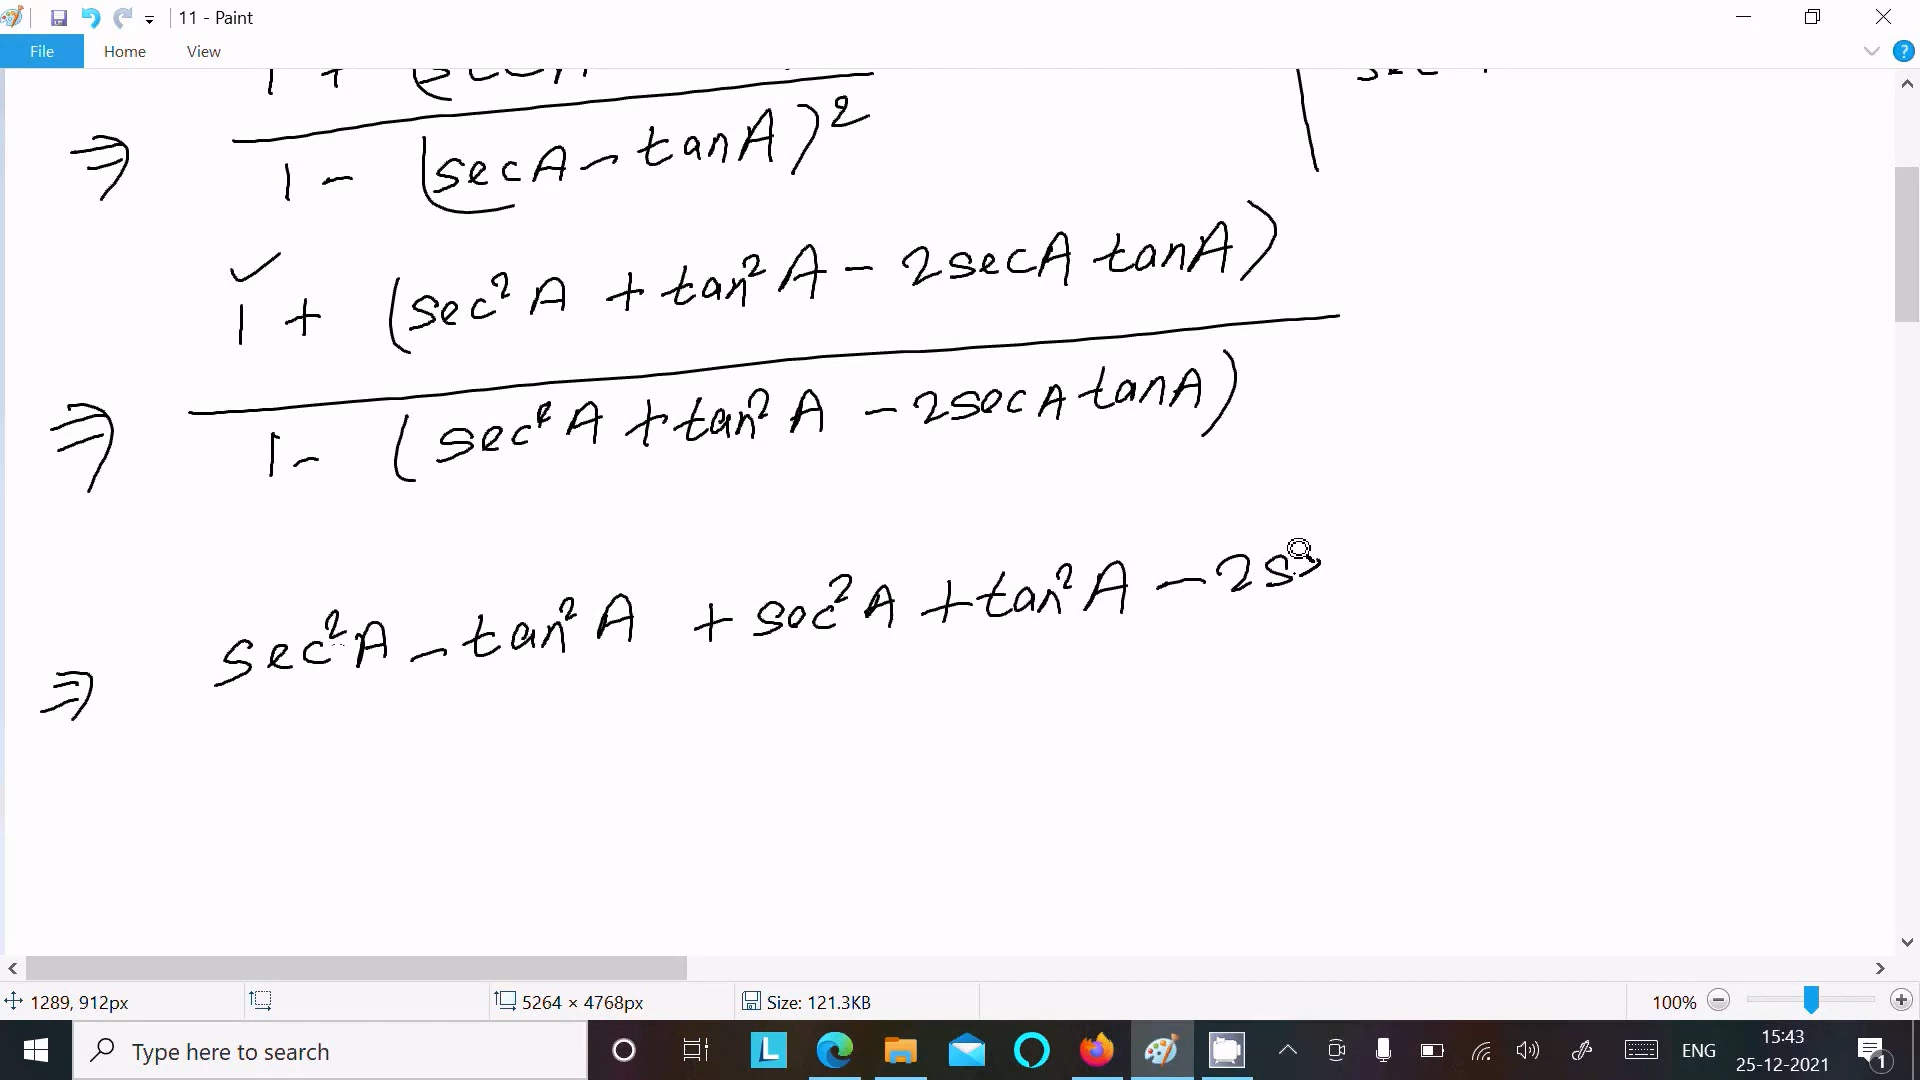 11 - Paint
File Home View
1 +
⇒ 1 - (secA - tanA)²
1 + (sec²A + tan²A - 2secA tanA)
⇒ 1 - (sec²A + tan²A - 2secA tanA)
⇒ sec²A - tan²A + sec²A + tan²A - 2s
1289, 912px 5264 × 4768px Size: 121.3KB 100%
Type here to search L ENG 15:43
25-12-2021 1